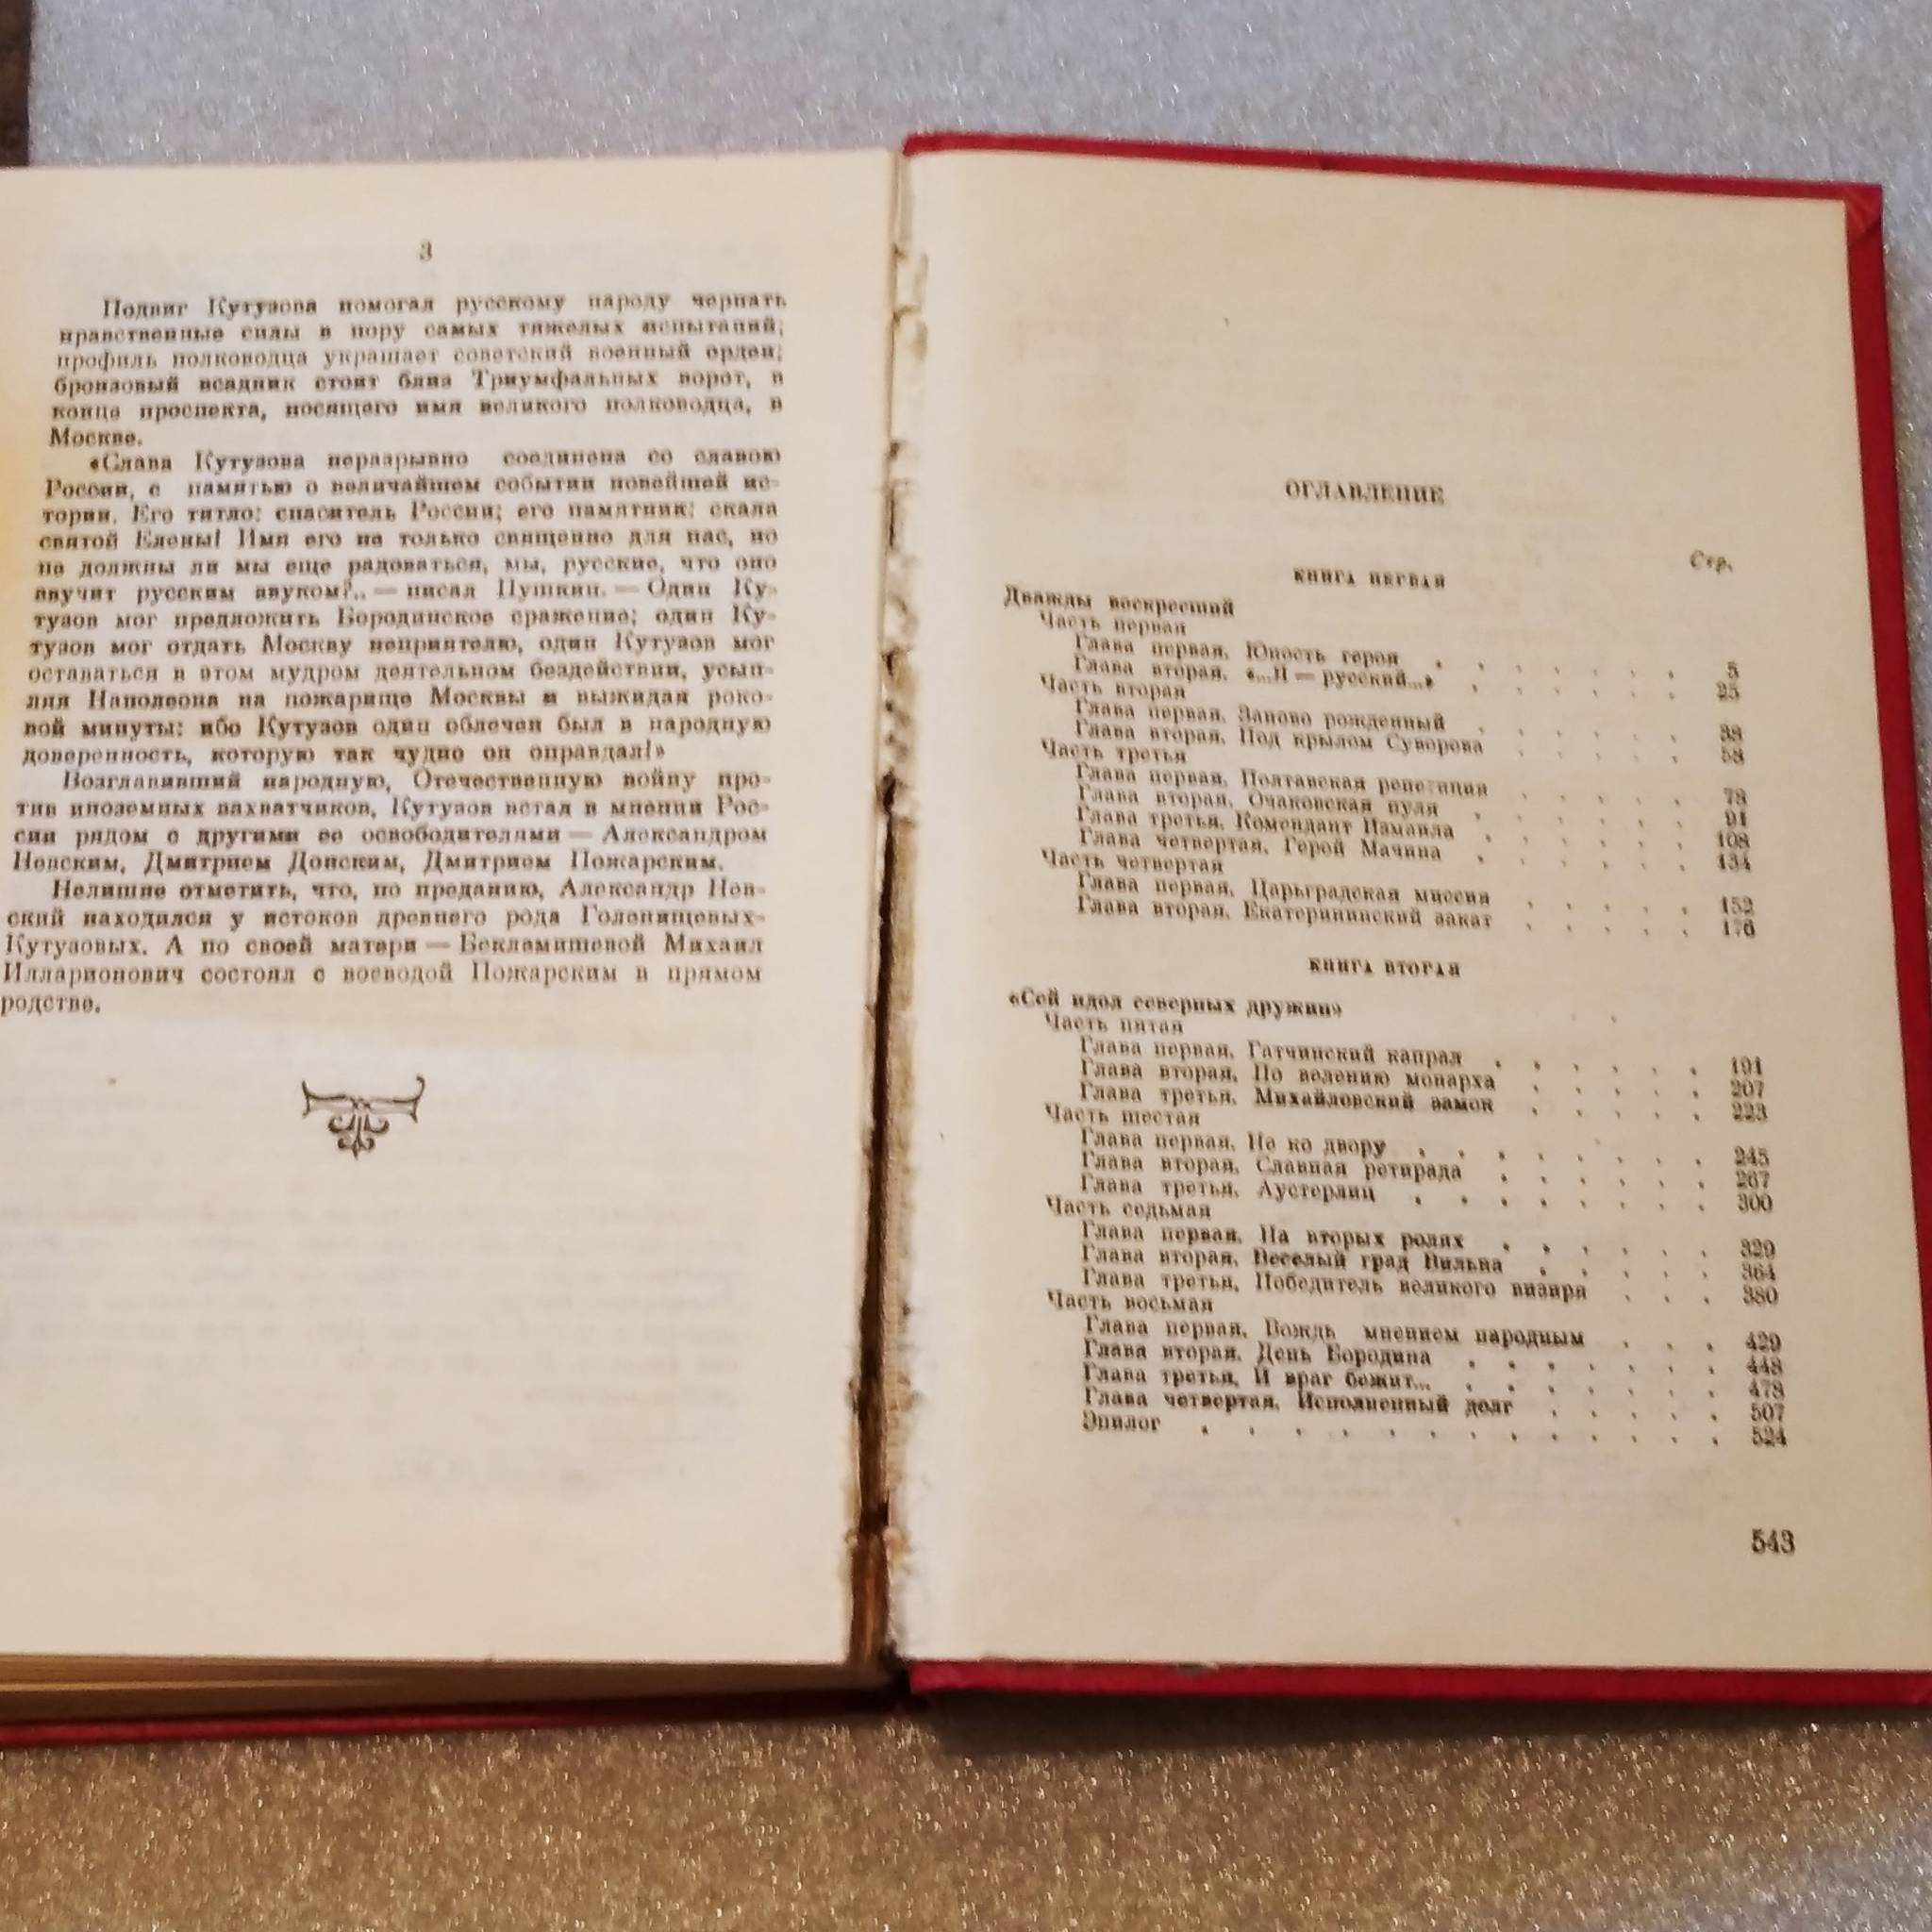 3
Подвиг Кутузова помогал русскому народу черпать
нравственные силы в пору самых тяжелых испытаний;
профиль полководца украшает советский военный орден;
бронзовый всадник стоит близ Триумфальных ворот, в
конце проспекта, носящего имя великого полководца, в
Москве.
«Слава Кутузова неразрывно соединена со славою
России, с памятью о величайшем событии новейшей ис-
тории. Его титло: спаситель России; его памятник: скала
святой Елены! Имя его не только священно для нас, но
не должны ли мы еще радоваться, мы, русские, что оно
звучит русским звуком?.. — писал Пушкин. — Один Ку-
тузов мог предложить Бородинское сражение; один Ку-
тузов мог отдать Москву неприятелю, один Кутузов мог
оставаться в этом мудром деятельном бездействии, усып-
ляя Наполеона на пожарище Москвы и выжидая роко-
вой минуты: ибо Кутузов один облечен был в народную
доверенность, которую так чудно он оправдал!»
Возглавивший народную, Отечественную войну про-
тив иноземных захватчиков, Кутузов встал в мнении Рос-
сии рядом с другими ее освободителями — Александром
Невским, Дмитрием Донским, Дмитрием Пожарским.
Нелишне отметить, что, по преданию, Александр Нев-
ский находился у истоков древнего рода Голенищевых-
Кутузовых. А по своей матери — Беклемишевой Михаил
Илларионович состоял с воеводой Пожарским в прямом
родстве.
ОГЛАВЛЕНИЕ
Стр.
КНИГА ПЕРВАЯ
Дважды воскресший
Часть первая
Глава первая. Юность героя . . . . . . . 5
Глава вторая. «...Я — русский...» . . . . . . 25
Часть вторая
Глава первая. Заново рожденный . . . . . . 38
Глава вторая. Под крылом Суворова . . . . . 58
Часть третья
Глава первая. Полтавская репетиция . . . . . 78
Глава вторая. Очаковская пуля . . . . . . 91
Глава третья. Комендант Измаила . . . . . . 108
Глава четвертая. Герой Мачина . . . . . . 134
Часть четвертая
Глава первая. Царьградская миссия . . . . . 152
Глава вторая. Екатерининский закат . . . . . 176
КНИГА ВТОРАЯ
«Сей идол северных дружин»
Часть пятая
Глава первая. Гатчинский капрал . . . . . . 191
Глава вторая. По велению монарха . . . . . 207
Глава третья. Михайловский замок . . . . . 223
Часть шестая
Глава первая. Не ко двору . . . . . . . . 245
Глава вторая. Славная ретирада . . . . . . 267
Глава третья. Аустерлиц . . . . . . . . 300
Часть седьмая
Глава первая. На вторых ролях . . . . . . 329
Глава вторая. Веселый град Вильна . . . . . 364
Глава третья. Победитель великого визиря . . . 380
Часть восьмая
Глава первая. Вождь мнением народным . . . 429
Глава вторая. День Бородина . . . . . . . 448
Глава третья. И враг бежит... . . . . . . . 478
Глава четвертая. Исполненный долг . . . . . 507
Эпилог . . . . . . . . . . . . . 524
543